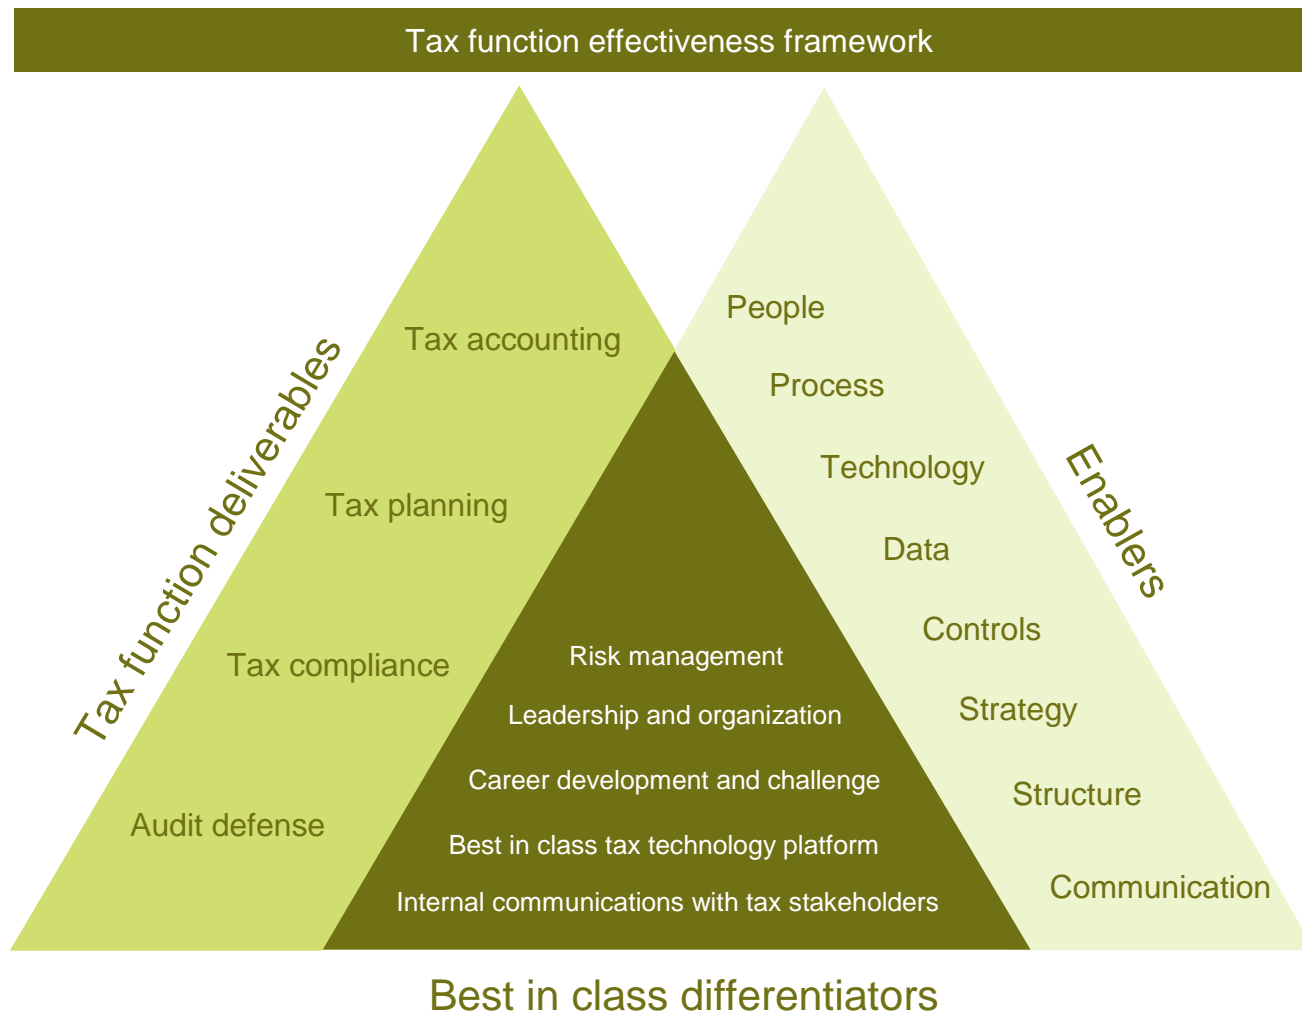 Tax function effectiveness framework
Tax function deliverables
Tax accounting
Tax planning
Tax compliance
Audit defense
Risk management
Leadership and organization
Career development and challenge
Best in class tax technology platform
Internal communications with tax stakeholders
People
Process
Technology
Data
Controls
Strategy
Structure
Communication
Enablers
Best in class differentiators